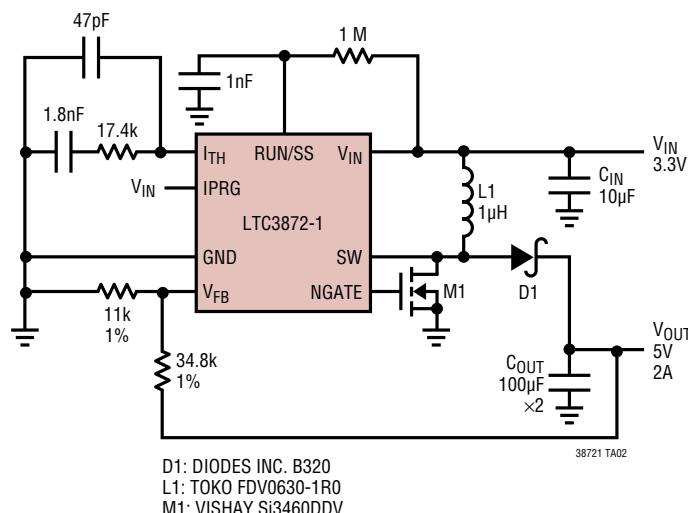 47pF
1 M
1nF
1.8nF
17.4k
ITH
RUN/SS
VIN
VIN
3.3V
VIN
IPRG
L1
1µH
CIN
10µF
LTC3872-1
GND
SW
VFB
NGATE
M1
D1
11k
1%
34.8k
1%
VOUT
5V
2A
COUT
100µF
×2
38721 TA02
D1: DIODES INC. B320
L1: TOKO FDV0630-1R0
M1: VISHAY Si3460DDV